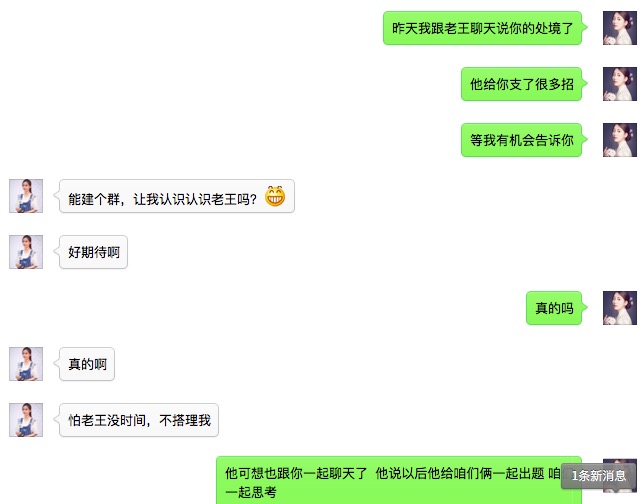 昨天我跟老王聊天说你的处境了
他给你支了很多招
等我有机会告诉你
能建个群，让我认识认识老王吗？
好期待啊
真的吗
真的啊
怕老王没时间，不搭理我
他可想也跟你一起聊天了 他说以后他给咱们俩一起出题 咱
1条新消息
一起思考